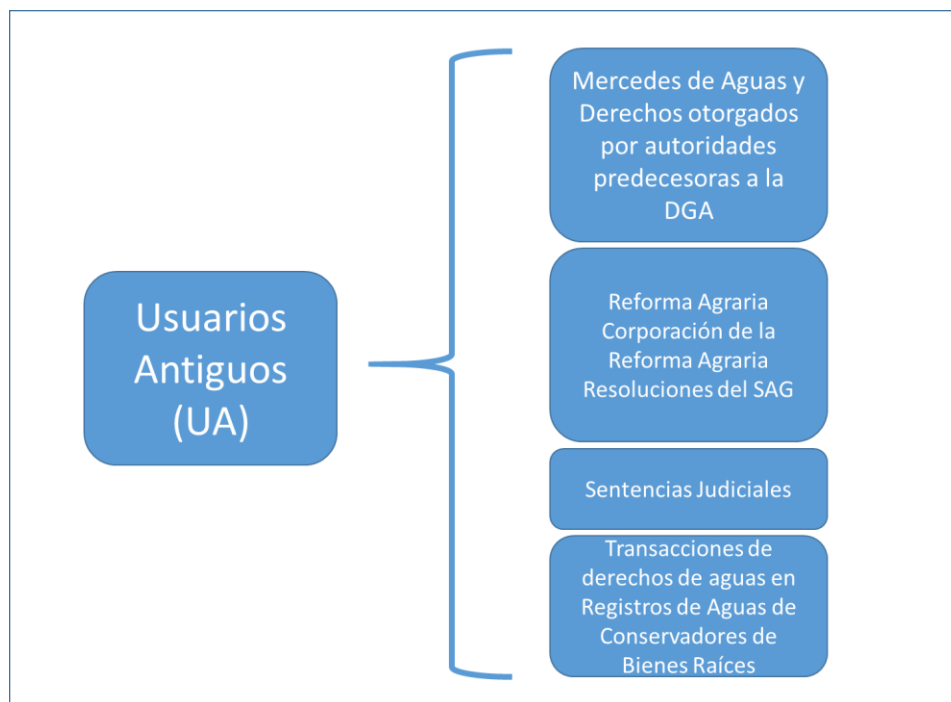 Usuarios
Antiguos
(UA)
Mercedes de Aguas y
Derechos otorgados
por autoridades
predecesoras a la
DGA
Reforma Agraria
Corporación de la
Reforma Agraria
Resoluciones del SAG
Sentencias Judiciales
Transacciones de
derechos de aguas en
Registros de Aguas de
Conservadores de
Bienes Raíces